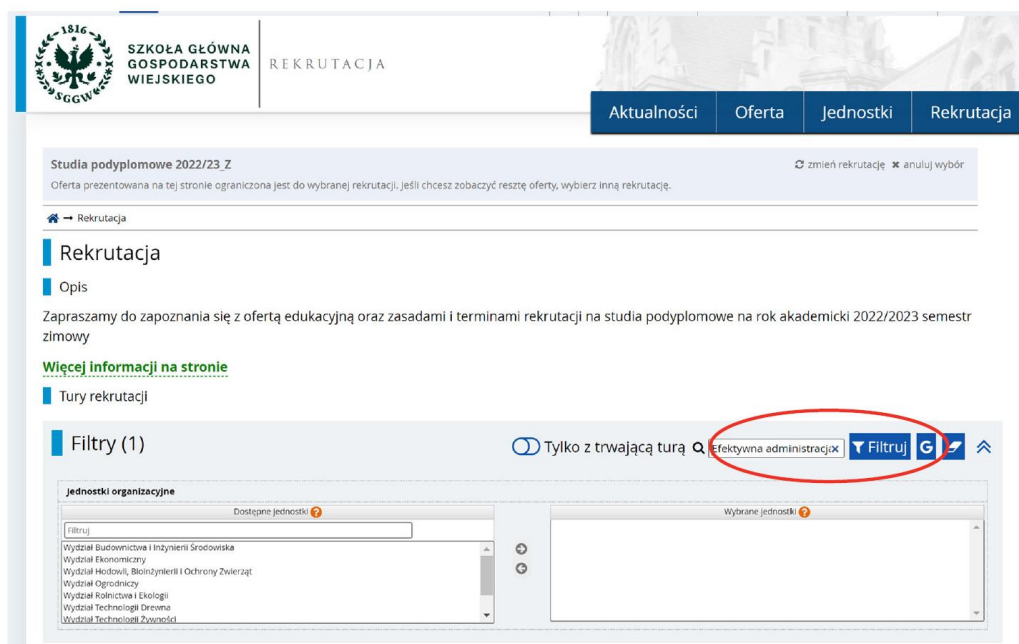 1816
SGGW
SZKOŁA GŁÓWNA
GOSPODARSTWA
WIEJSKIEGO
REKRUTACJA
Aktualności Oferta Jednostki Rekrutacja
Studia podyplomowe 2022/23_Z
zmień rekrutację anuluj wybór
Oferta prezentowana na tej stronie ograniczona jest do wybranej rekrutacji. Jeśli chcesz zobaczyć resztę oferty, wybierz inną rekrutację.
→ Rekrutacja
Rekrutacja
Opis
Zapraszamy do zapoznania się z ofertą edukacyjną oraz zasadami i terminami rekrutacji na studia podyplomowe na rok akademicki 2022/2023 semestr
zimowy
Więcej informacji na stronie
Tury rekrutacji
Filtry (1)
Tylko z trwającą turą Efektywna administracja x Filtruj G
Jednostki organizacyjne
Dostępne jednostki ?
Wybrane jednostki ?
Filtruj
Wydział Budownictwa i Inżynierii Środowiska
Wydział Ekonomiczny
Wydział Hodowli, Bioinżynierii i Ochrony Zwierząt
Wydział Ogrodniczy
Wydział Rolnictwa i Ekologii
Wydział Technologii Drewna
Wydział Technologii Żywności